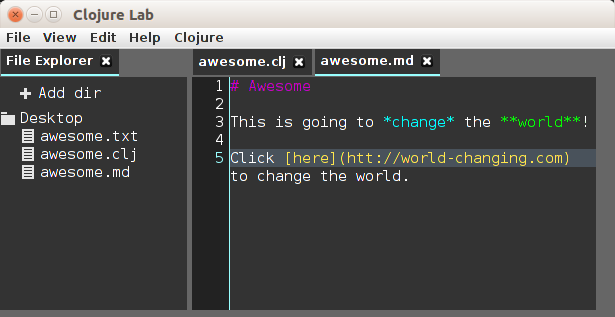 Clojure Lab
File View Edit Help Clojure
File Explorer
awesome.clj awesome.md
Add dir
Desktop
awesome.txt
awesome.clj
awesome.md
1 # Awesome
2
3 This is going to *change* the **world**!
4
5 Click [here](htt://world-changing.com)
to change the world.